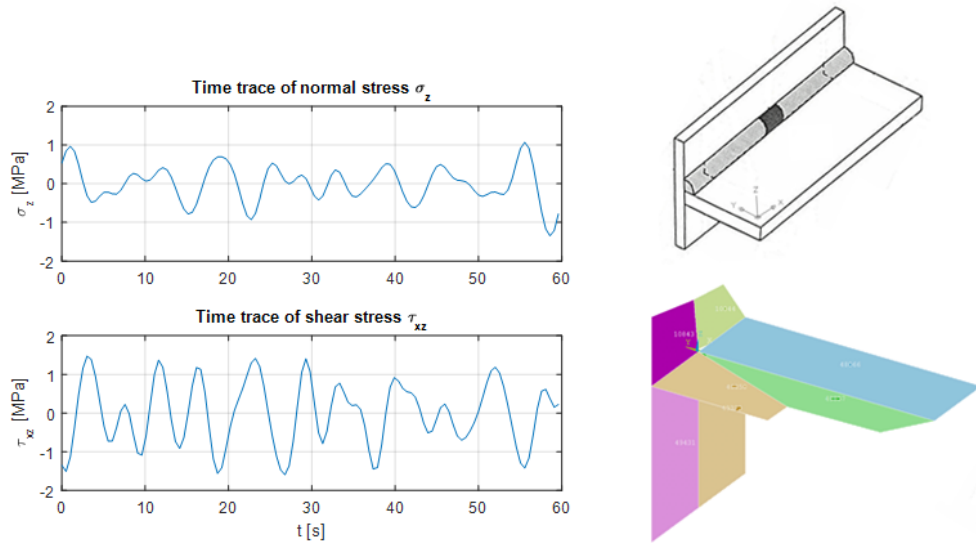 Time trace of normal stress σz
σz [MPa]
2
1
0
-1
-2
0 10 20 30 40 50 60
Time trace of shear stress τxz
τxz [MPa]
2
1
0
-1
-2
0 10 20 30 40 50 60
t [s]
Z
Y X